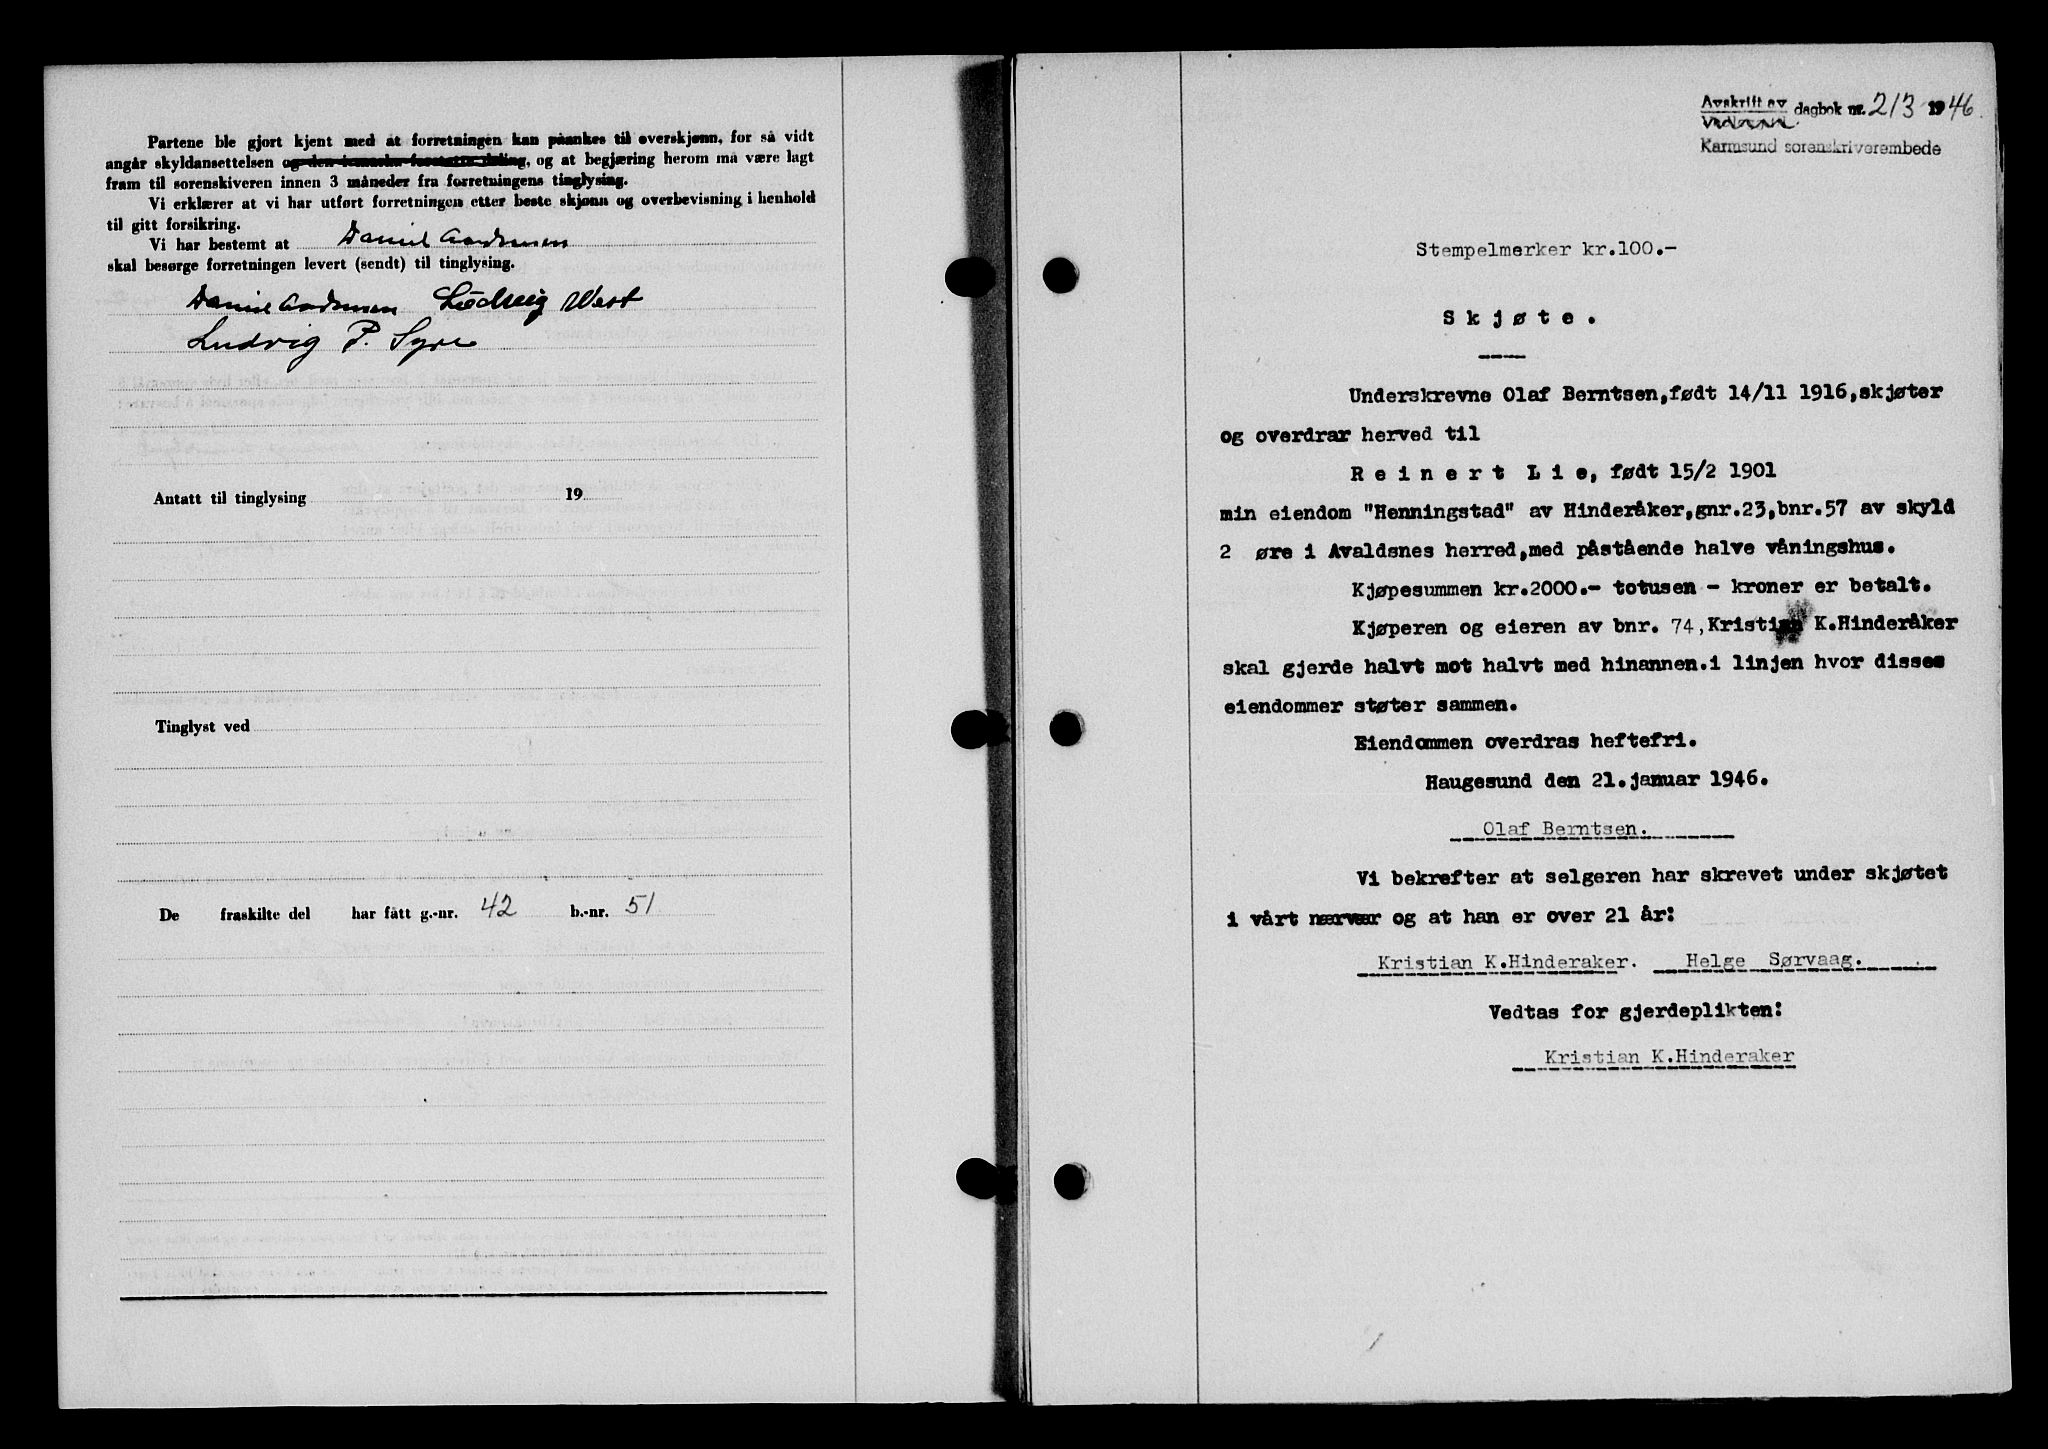 Partene ble gjort kjent med at forretningen kan påankes til overskjønn, for så vidt
angår skyldansettelsen og den i marka foretatte deling, og at begjæring herom må være lagt
fram til sorenskiveren innen 3 måneder fra forretningens tinglysing.
Vi erklærer at vi har utført forretningen etter beste skjønn og overbevisning i henhold
til gitt forsikring.
Vi har bestemt at Daniel Aadnesen
skal besørge forretningen levert (sendt) til tinglysing.
Daniel Aadnesen Lódvig West
Ludvig P. Syre
Antatt til tinglysing 19
Tinglyst ved
De fraskilte del har fått g.-nr. 42 b.-nr. 51
Avskrift av dagbok nr. 213 1946.
Vedlegg
Karmsund sorenskriverembede
Stempelmerker kr.100.-
Skjøte.
Underskrevne Olaf Berntsen, født 14/11 1916, skjøter
og overdrar herved til
Reinert Lie, født 15/2 1901
min eiendom "Henningstad" av Hinderåker, gnr.23, bnr.57 av skyld
2 øre i Avaldsnes herred, med påstående halve våningshus.
Kjøpesummen kr.2000.- totusen - kroner er betalt.
Kjøperen og eieren av bnr. 74, Kristian K.Hinderåker
skal gjerde halvt mot halvt med hinannen.i linjen hvor disses
eiendommer støter sammen.
Eiendommen overdras heftefri.
Haugesund den 21.januar 1946.
Olaf Berntsen.
Vi bekrefter at selgeren har skrevet under skjøtet
i vårt nærvær og at han er over 21 år:
Kristian K.Hinderaker. Helge Sørvaag.
Vedtas for gjerdeplikten:
Kristian K.Hinderaker